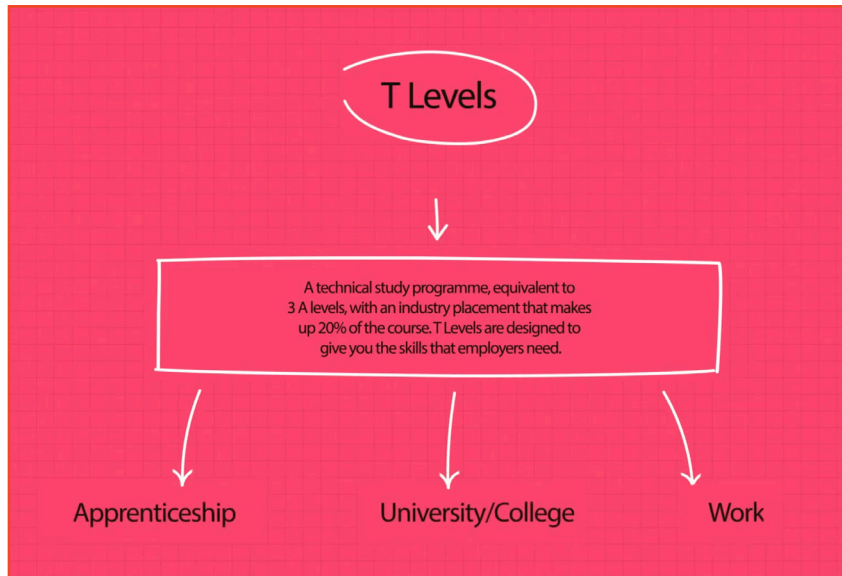 T Levels
A technical study programme, equivalent to
3 A levels, with an industry placement that makes
up 20% of the course. T Levels are designed to
give you the skills that employers need.
Apprenticeship
University/College
Work